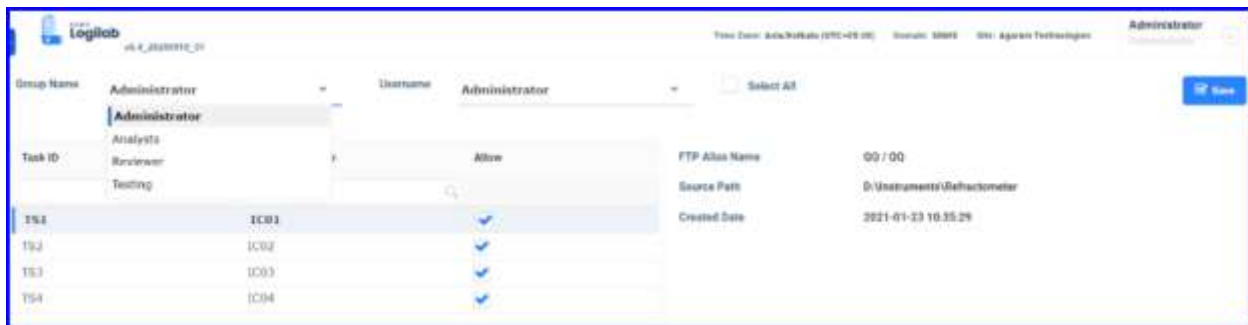 Logilab
Administrator
Group Name
Administrator
Username
Administrator
Select All
Save
Administrator
Analysts
Reviewer
Testing
Task ID
Allow
FTP Alias Name
Source Path
D:\Instruments\Refractometer
Created Date
2021-01-23 10:35:29
TS1 IC01
TS2 IC02
TS3 IC03
TS4 IC04